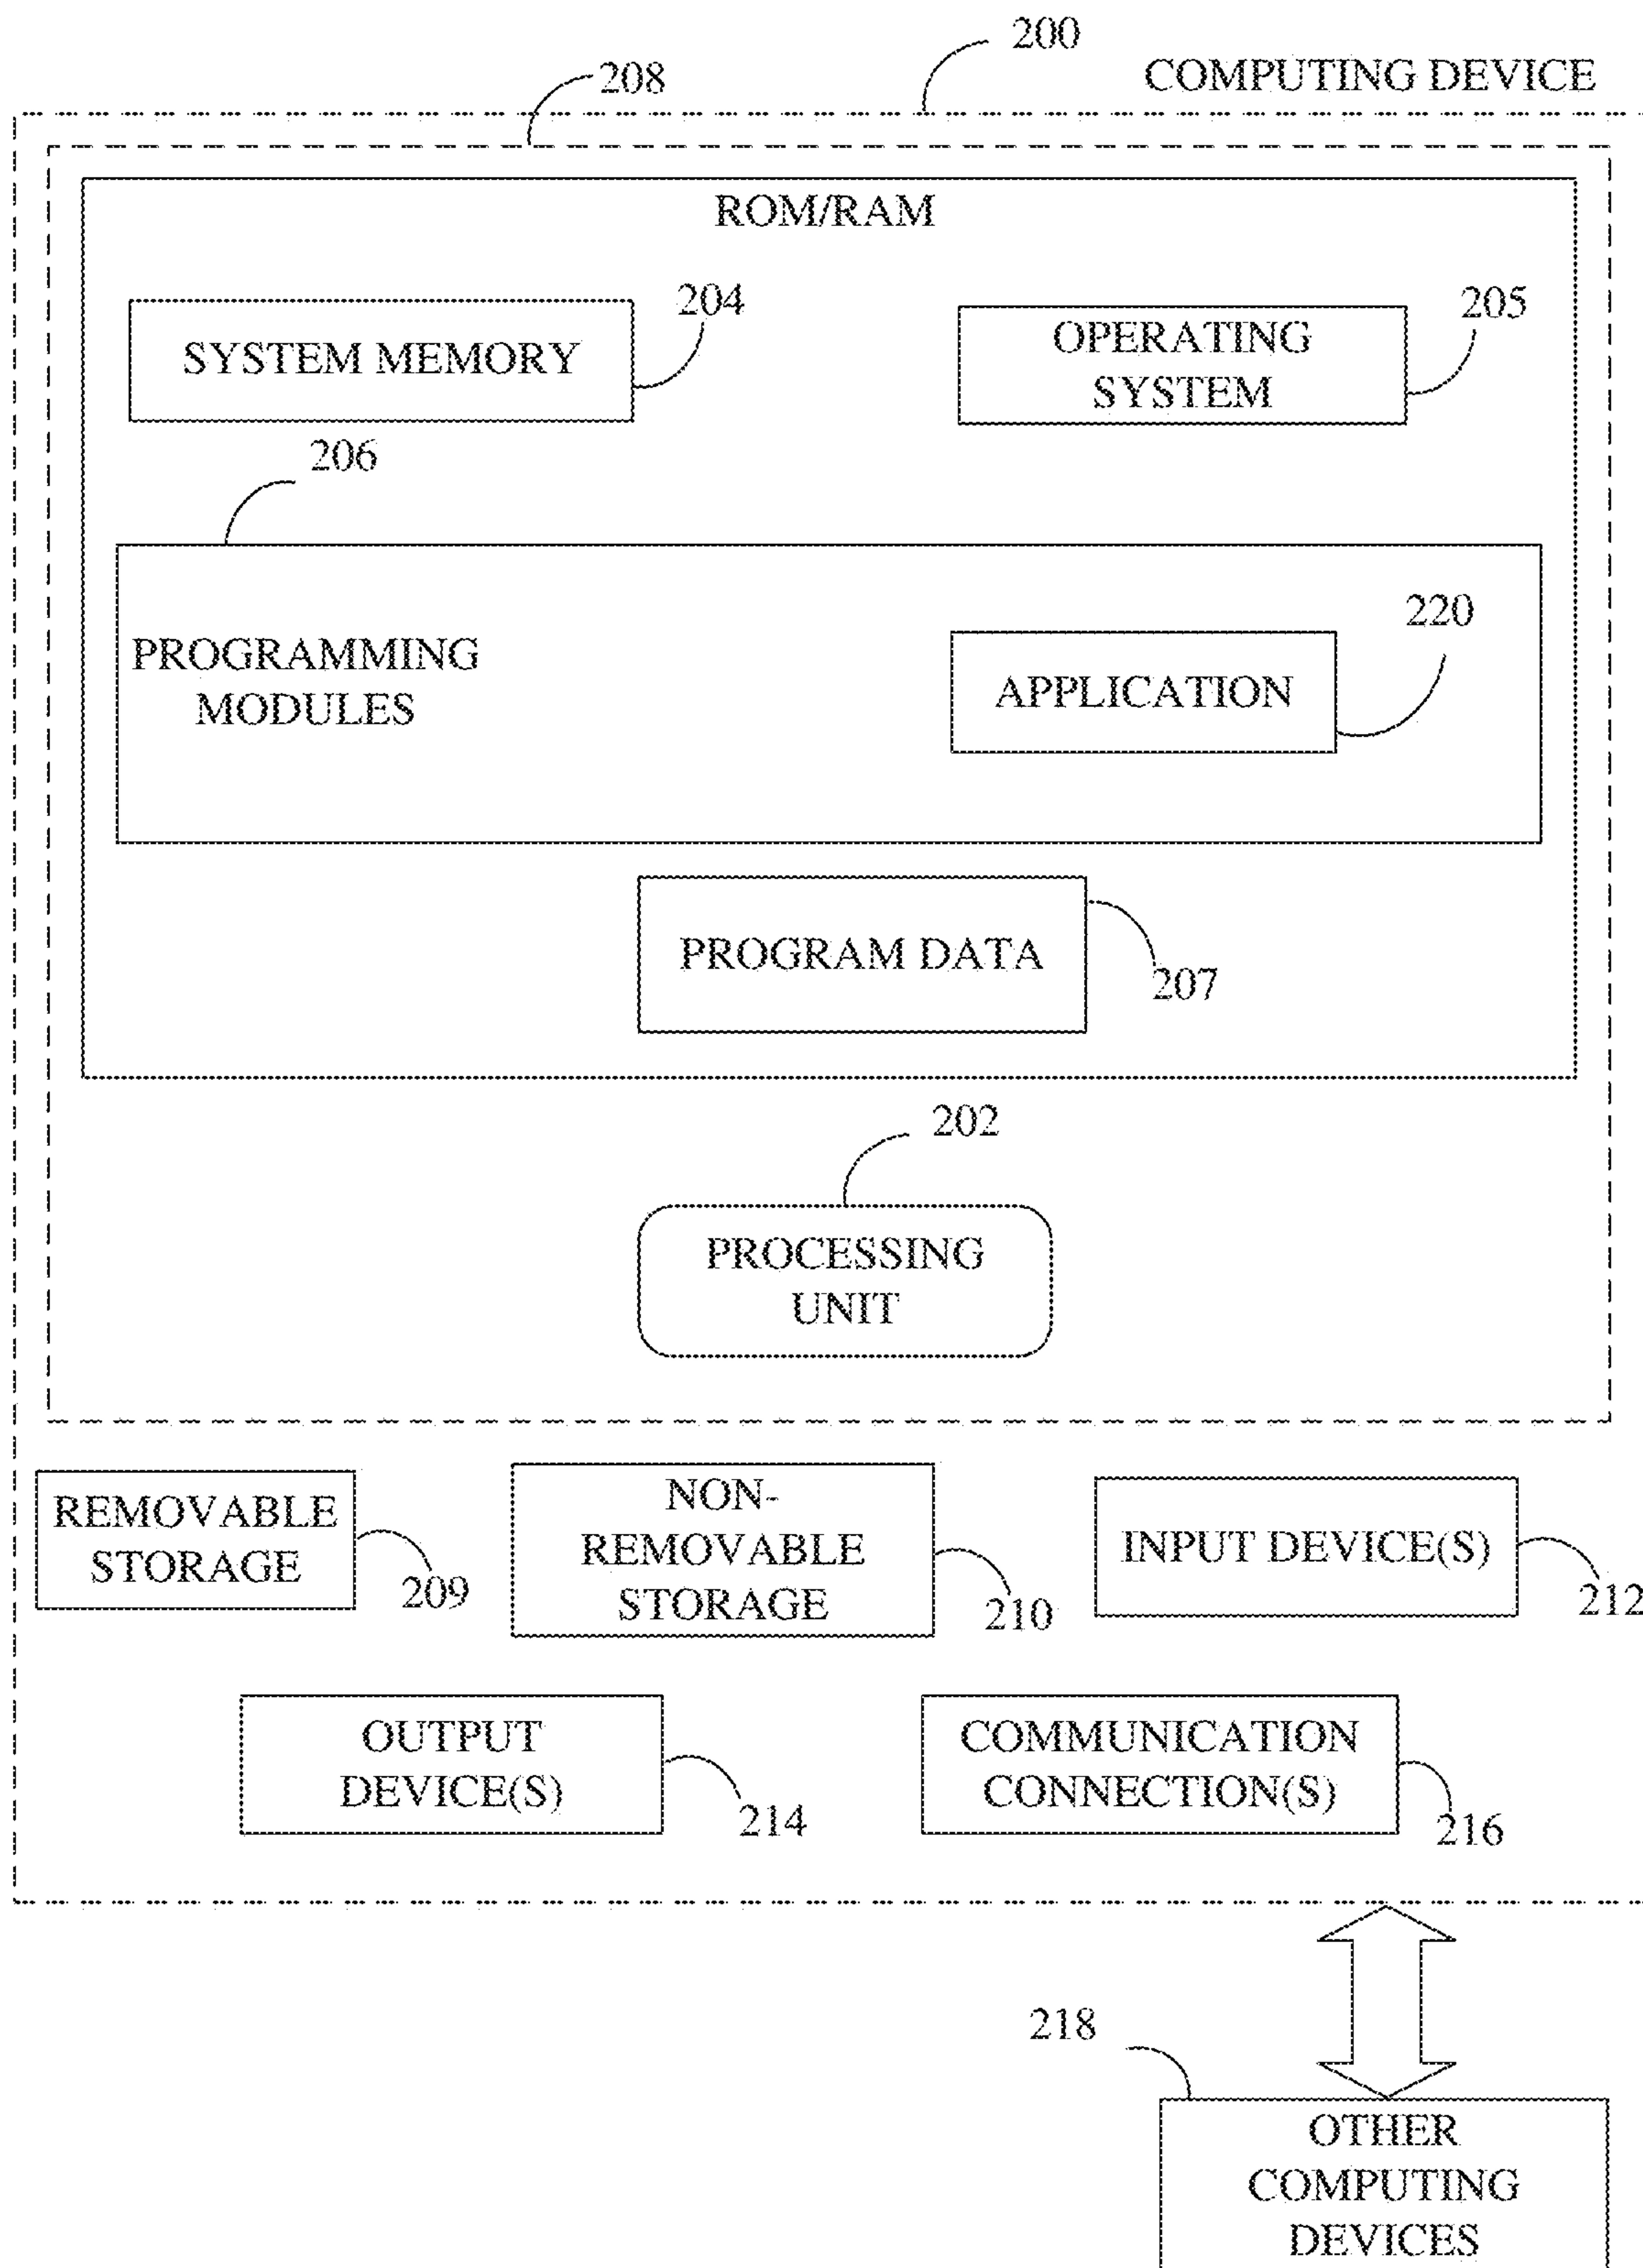 200
COMPUTING DEVICE
208
ROM/RAM
204
SYSTEM MEMORY
205
OPERATING
SYSTEM
206
220
PROGRAMMING
MODULES
APPLICATION
PROGRAM DATA
207
202
PROCESSING
UNIT
REMOVABLE
STORAGE
209
NON-
REMOVABLE
STORAGE
210
INPUT DEVICE(S)
212
OUTPUT
DEVICE(S)
214
COMMUNICATION
CONNECTION(S)
216
218
OTHER
COMPUTING
DEVICES